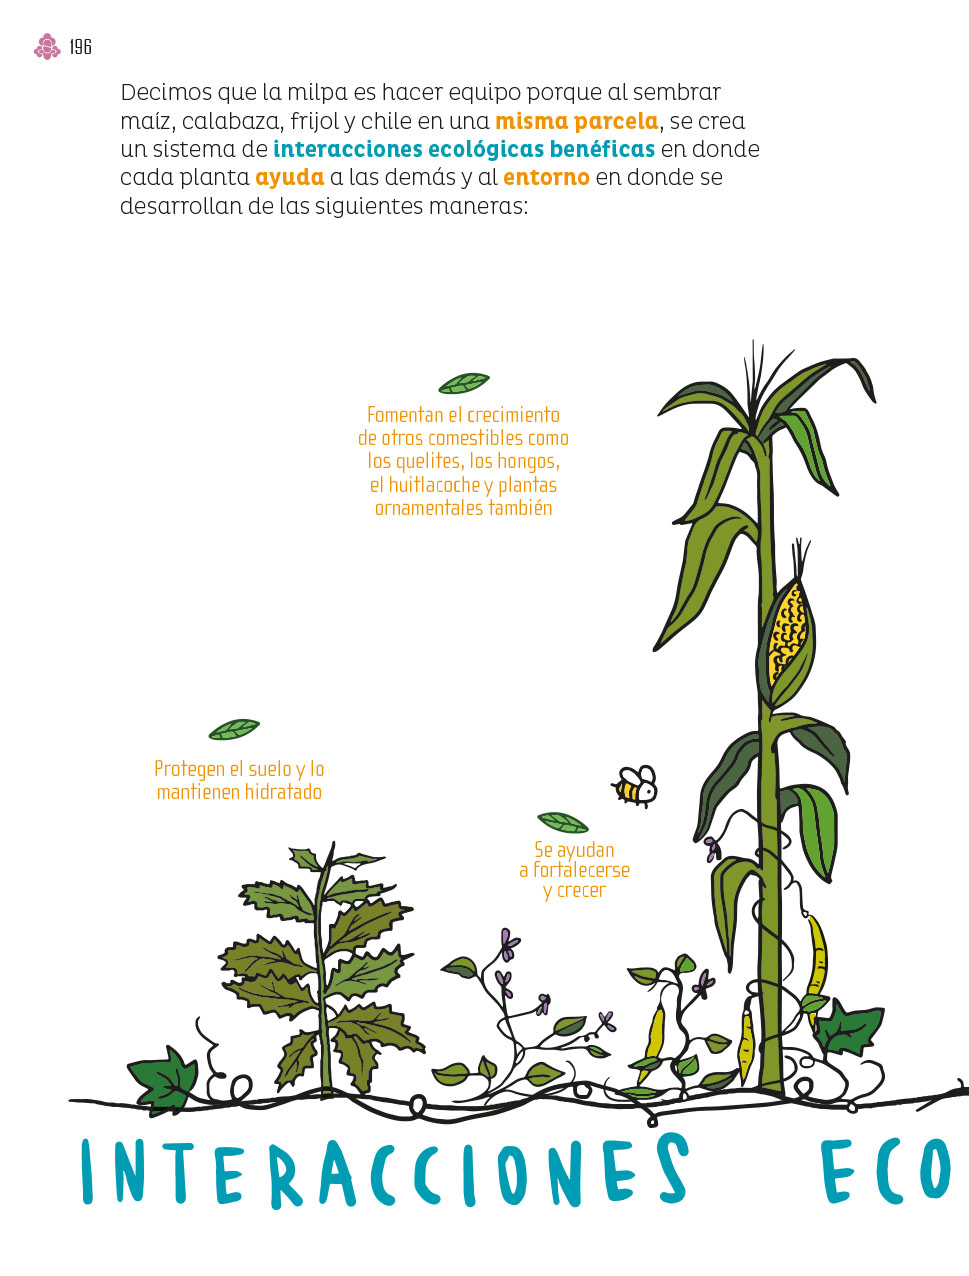 196
Decimos que la milpa es hacer equipo porque al sembrar
maíz, calabaza, frijol y chile en una misma parcela, se crea
un sistema de interacciones ecológicas benéficas en donde
cada planta ayuda a las demás y al entorno en donde se
desarrollan de las siguientes maneras:
Fomentan el crecimiento
de otros comestibles como
los quelites, los hongos,
el huitlacoche y plantas
ornamentales también
Protegen el suelo y lo
mantienen hidratado
Se ayudan
a fortalecerse
y crecer
INTERACCIONES ECO